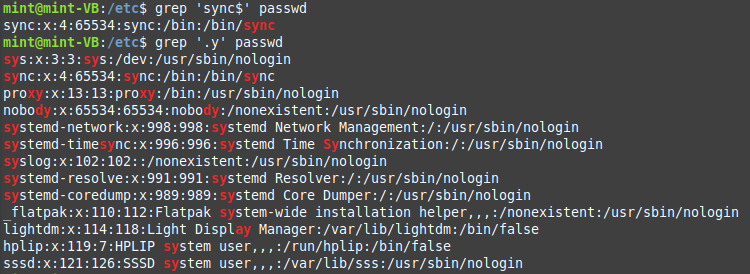 mint@mint-VB:/etc$ grep 'sync$' passwd
sync:x:4:65534:sync:/bin:/bin/sync
mint@mint-VB:/etc$ grep '.y' passwd
sys:x:3:3:sys:/dev:/usr/sbin/nologin
sync:x:4:65534:sync:/bin:/bin/sync
proxy:x:13:13:proxy:/bin:/usr/sbin/nologin
nobody:x:65534:65534:nobody:/nonexistent:/usr/sbin/nologin
systemd-network:x:998:998:systemd Network Management:/:/usr/sbin/nologin
systemd-timesync:x:996:996:systemd Time Synchronization:/:/usr/sbin/nologin
syslog:x:102:102::/nonexistent:/usr/sbin/nologin
systemd-resolve:x:991:991:systemd Resolver:/:/usr/sbin/nologin
systemd-coredump:x:989:989:systemd Core Dumper:/:/usr/sbin/nologin
_flatpak:x:110:112:Flatpak system-wide installation helper,,,:/nonexistent:/usr/sbin/nologin
lightdm:x:114:118:Light Display Manager:/var/lib/lightdm:/bin/false
hplip:x:119:7:HPLIP system user,,,:/run/hplip:/bin/false
sssd:x:121:126:SSSD system user,,,:/var/lib/sss:/usr/sbin/nologin